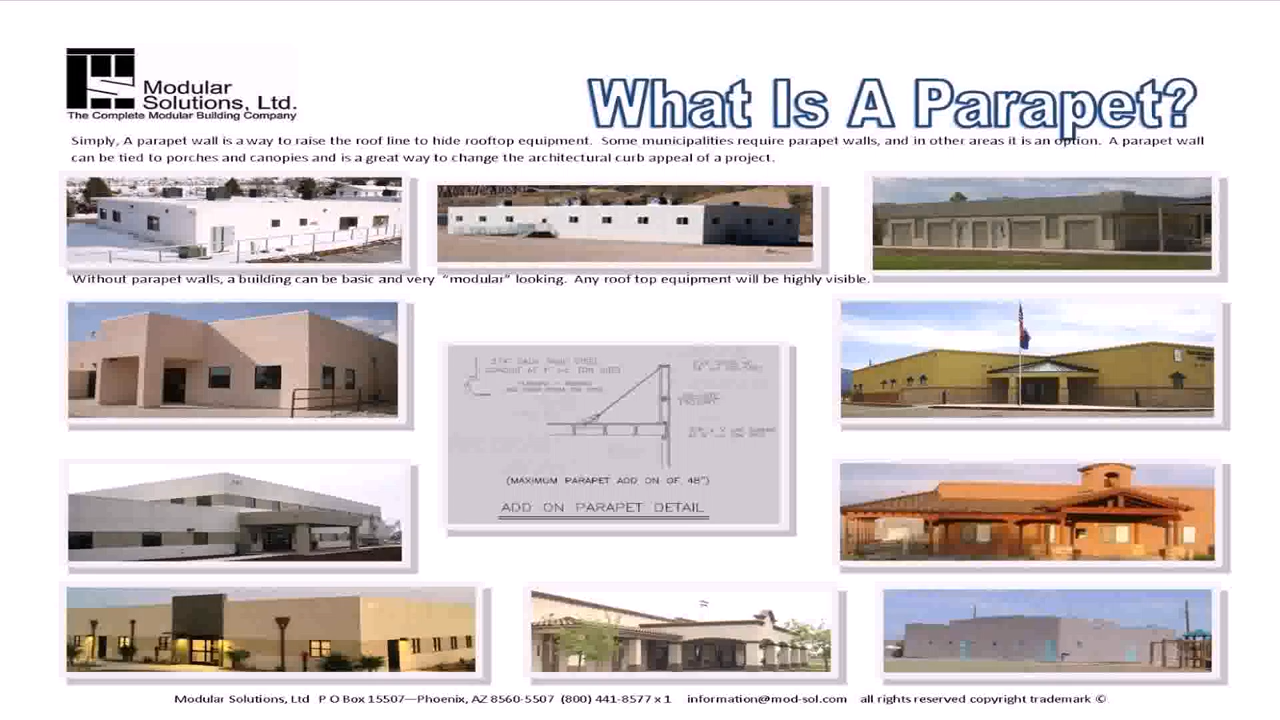 Modular
Solutions, Ltd.
The Complete Modular Building Company
What Is A Parapet?
Simply, A parapet wall is a way to raise the roof line to hide rooftop equipment. Some municipalities require parapet walls, and in other areas it is an option. A parapet wall
can be tied to porches and canopies and is a great way to change the architectural curb appeal of a project.
Without parapet walls, a building can be basic and very "modular" looking. Any roof top equipment will be highly visible.
(MAXIMUM PARAPET ADD ON OF 48")
ADD ON PARAPET DETAIL
Modular Solutions, Ltd P O Box 15507—Phoenix, AZ 8560-5507 (800) 441-8577 x 1 information@mod-sol.com all rights reserved copyright trademark ©